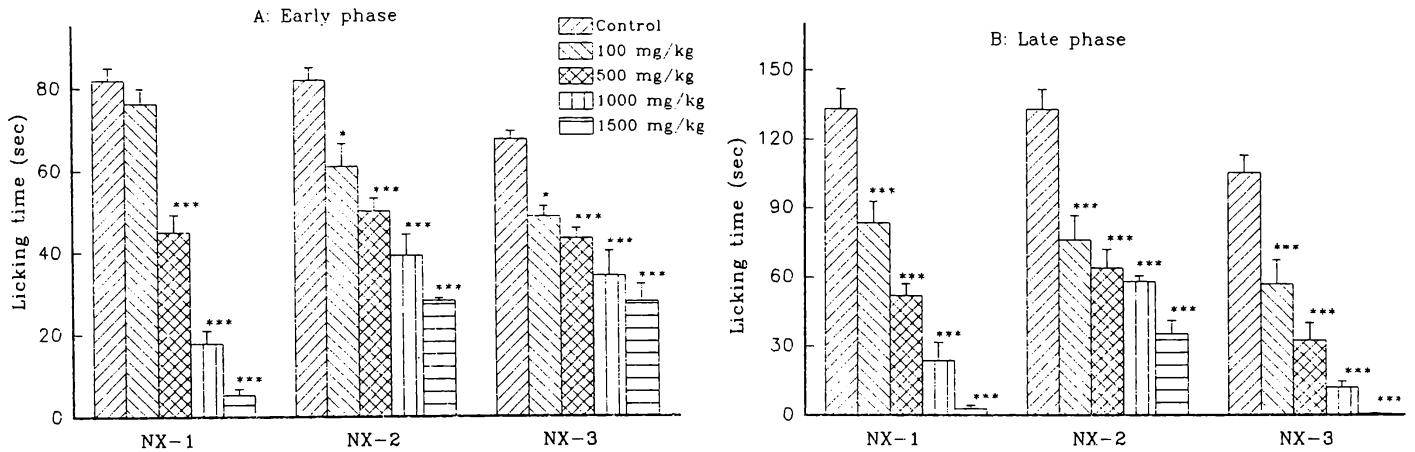 A: Early phase
Licking time (sec)
80
60
40
20
0
Control
100 mg/kg
500 mg/kg
1000 mg/kg
1500 mg/kg
***
***
***
*
***
***
***
*
***
***
***
NX-1
NX-2
NX-3
B: Late phase
Licking time (sec)
150
120
90
60
30
0
***
***
***
***
***
***
***
***
***
***
***
***
NX-1
NX-2
NX-3